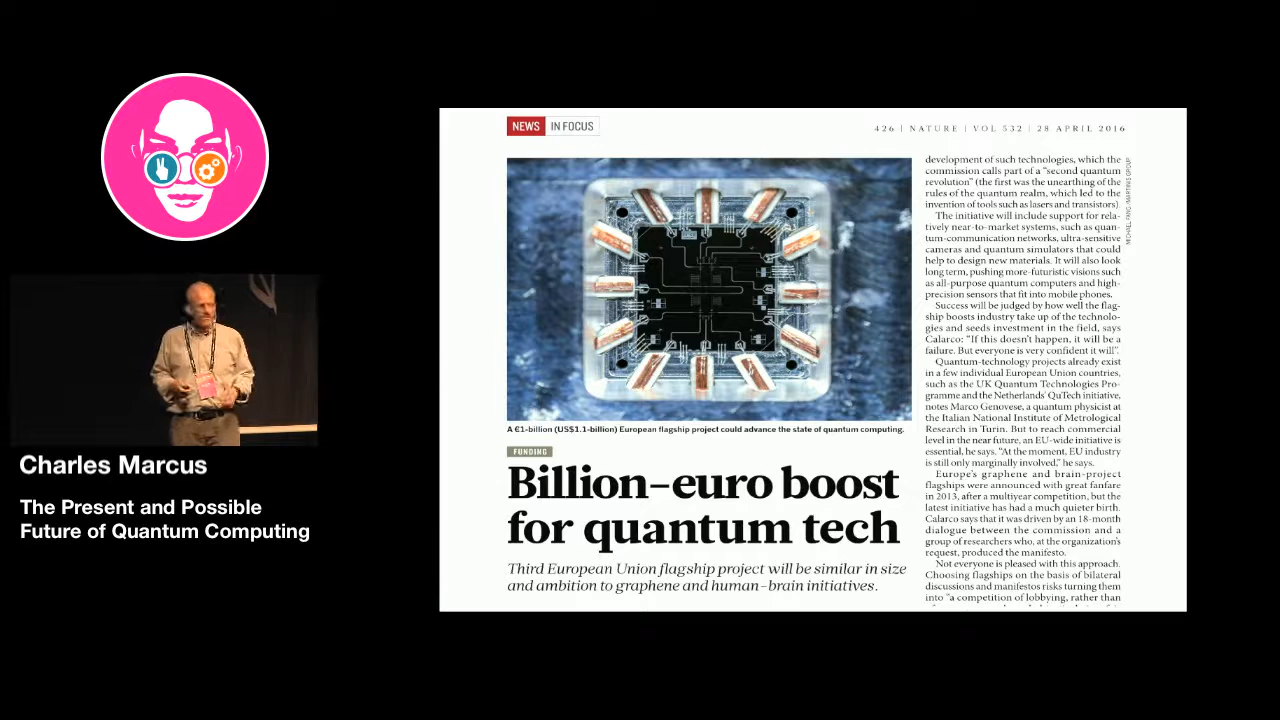 Charles Marcus
The Present and Possible
Future of Quantum Computing
NEWS IN FOCUS
426 | NATURE | VOL 532 | 28 APRIL 2016
A €1-billion (US$1.1-billion) European flagship project could advance the state of quantum computing.
FUNDING
Billion-euro boost
for quantum tech
Third European Union flagship project will be similar in size
and ambition to graphene and human-brain initiatives.
development of such technologies, which the
commission calls part of a “second quantum
revolution” (the first was the unearthing of the
rules of the quantum realm, which led to the
invention of tools such as lasers and transistors).
The initiative will include support for rela-
tively near-to-market systems, such as quan-
tum-communication networks, ultra-sensitive
cameras and quantum simulators that could
help to design new materials. It will also look
long term, pushing more-futuristic visions such
as all-purpose quantum computers and high-
precision sensors that fit into mobile phones.
Success will be judged by how well the flag-
ship boosts industry take up of the technolo-
gies and seeds investment in the field, says
Calarco: “If this doesn’t happen, it will be a
failure. But everyone is very confident it will”.
Quantum-technology projects already exist
in a few individual European Union countries,
such as the UK Quantum Technologies Pro-
gramme and the Netherlands’ QuTech initiative,
notes Marco Genovese, a quantum physicist at
the Italian National Institute of Metrological
Research in Turin. But to reach commercial
level in the near future, an EU-wide initiative is
essential, he says. “At the moment, EU industry
is still only marginally involved,” he says.
Europe’s graphene and brain-project
flagships were announced with great fanfare
in 2013, after a multiyear competition, but the
latest initiative has had a much quieter birth.
Calarco says that it was driven by an 18-month
dialogue between the commission and a
group of researchers who, at the organization’s
request, produced the manifesto.
Not everyone is pleased with this approach.
Choosing flagships on the basis of bilateral
discussions and manifestos risks turning them
into “a competition of lobbying, rather than
MICHAEL FANG/MARTINIS GROUP